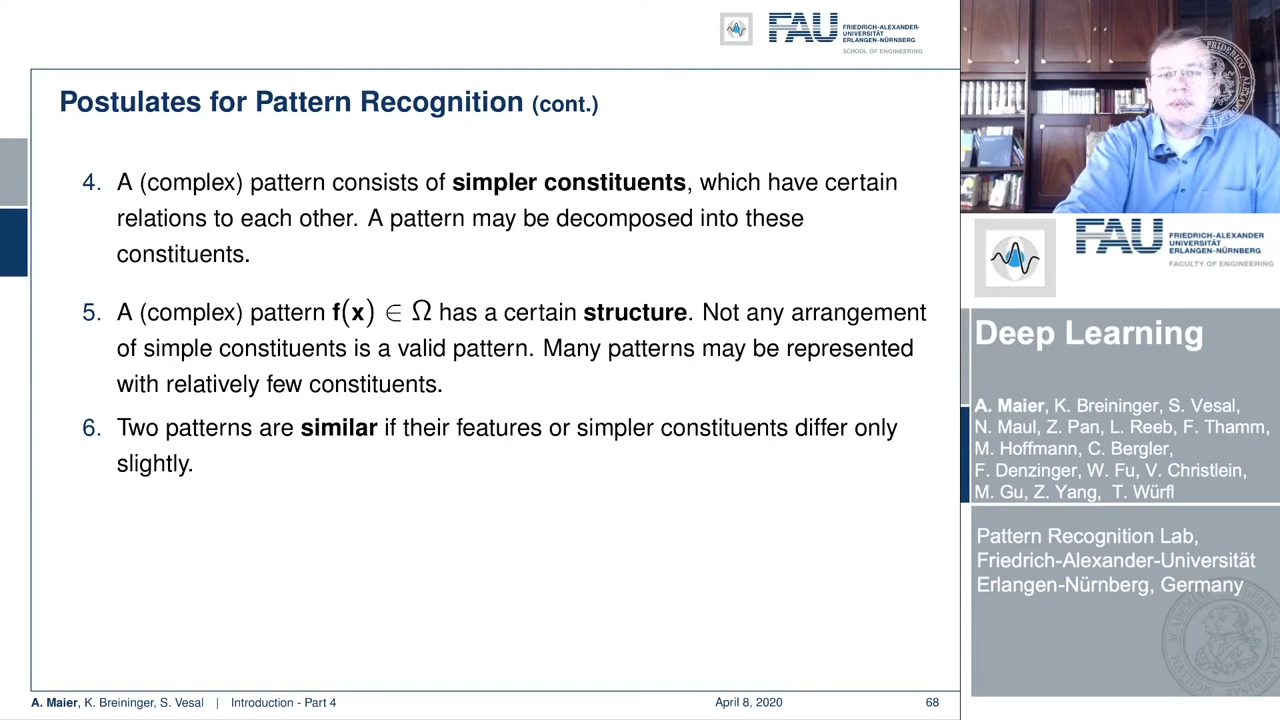 FAU
FRIEDRICH-ALEXANDER-
UNIVERSITÄT
ERLANGEN-NÜRNBERG
SCHOOL OF ENGINEERING
Postulates for Pattern Recognition (cont.)
4. A (complex) pattern consists of simpler constituents, which have certain
relations to each other. A pattern may be decomposed into these
constituents.
5. A (complex) pattern f(x) ∈ Ω has a certain structure. Not any arrangement
of simple constituents is a valid pattern. Many patterns may be represented
with relatively few constituents.
6. Two patterns are similar if their features or simpler constituents differ only
slightly.
A. Maier, K. Breininger, S. Vesal | Introduction - Part 4 April 8, 2020 68
FAU
FRIEDRICH-ALEXANDER
UNIVERSITÄT
ERLANGEN-NÜRNBERG
FACULTY OF ENGINEERING
Deep Learning
A. Maier, K. Breininger, S. Vesal,
N. Maul, Z. Pan, L. Reeb, F. Thamm,
M. Hoffmann, C. Bergler,
F. Denzinger, W. Fu, V. Christlein,
M. Gu, Z. Yang, T. Würfl
Pattern Recognition Lab,
Friedrich-Alexander-Universität
Erlangen-Nürnberg, Germany